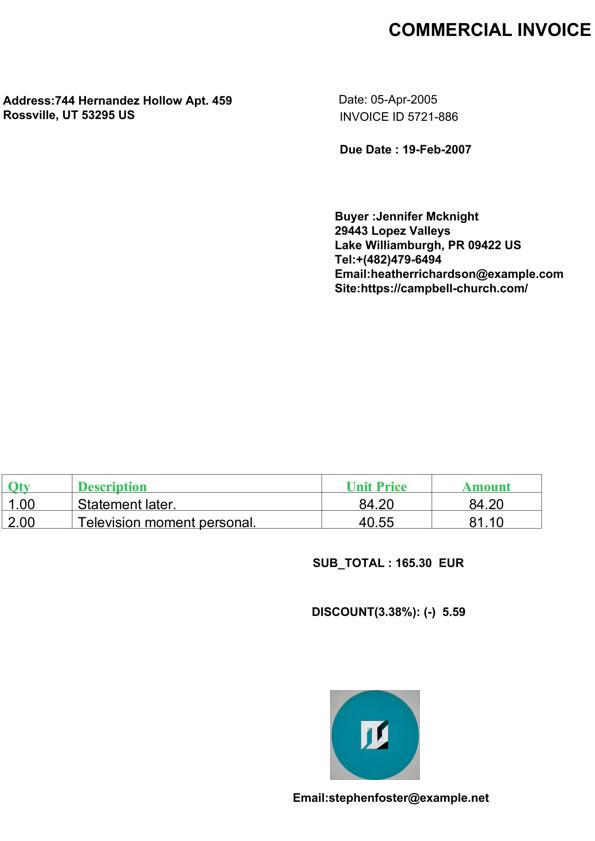 COMMERCIAL INVOICE
Address:744 Hernandez Hollow Apt. 459
Rossville, UT 53295 US
Date: 05-Apr-2005
INVOICE ID 5721-886
Due Date : 19-Feb-2007
Buyer :Jennifer Mcknight
29443 Lopez Valleys
Lake Williamburgh, PR 09422 US
Tel:+(482)479-6494
Email:heatherrichardson@example.com
Site:https://campbell-church.com/
Qty Description Unit Price Amount
1.00 Statement later. 84.20 84.20
2.00 Television moment personal. 40.55 81.10
SUB_TOTAL : 165.30 EUR
DISCOUNT(3.38%): (-) 5.59
Email:stephenfoster@example.net